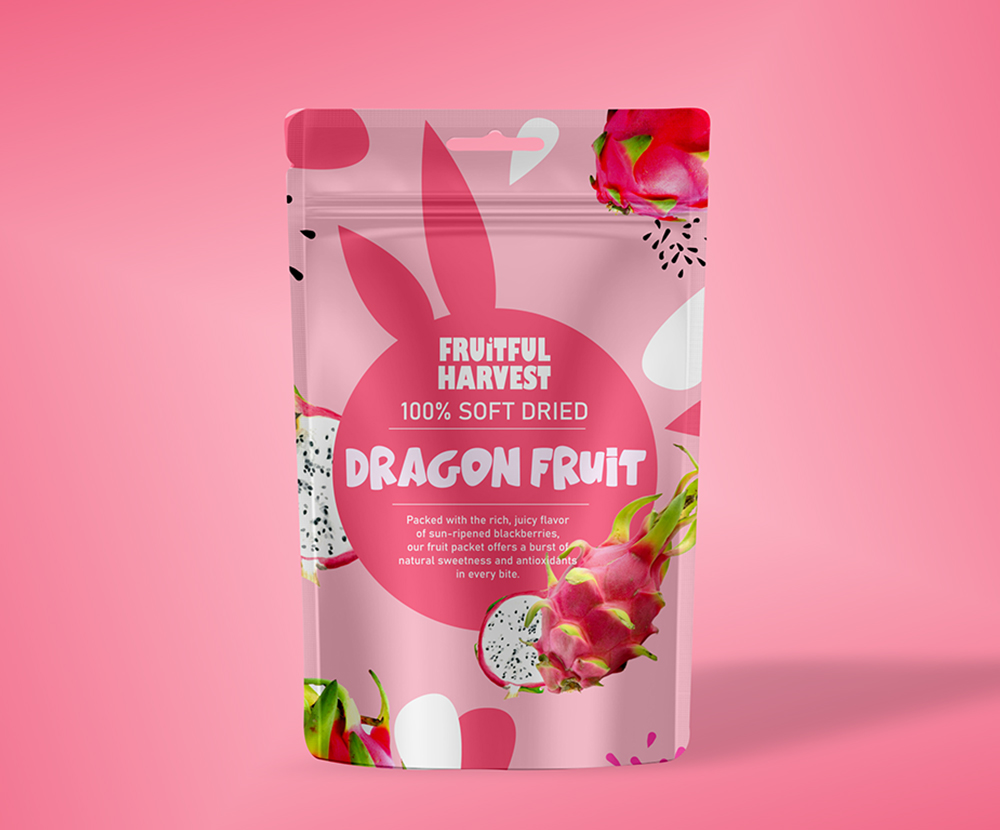 FRUiTFUL
HARVEST
100% SOFT DRIED
DRAGON FRUiT
Packed with the rich, juicy flavor
of sun-ripened blackberries,
our fruit packet offers a burst of
natural sweetness and antioxidants
in every bite.